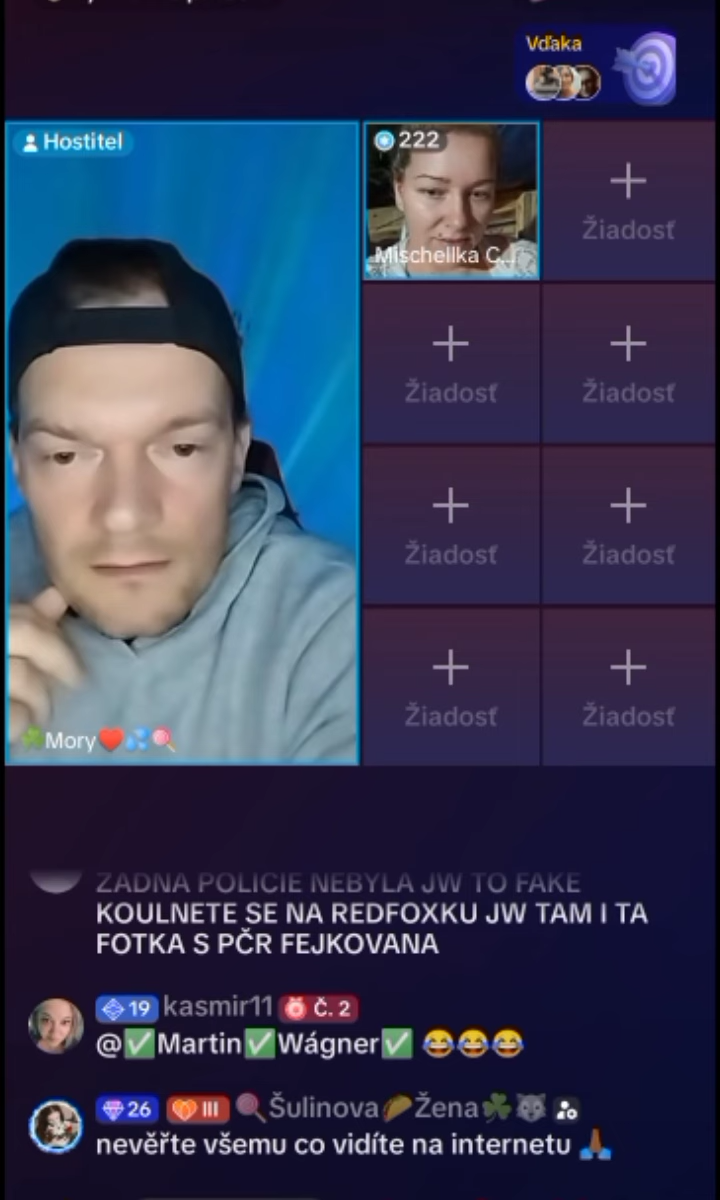 Vďaka
Hostitel
222
Mischellka C...
Žiadosť
Žiadosť
Žiadosť
Žiadosť
Žiadosť
Žiadosť
Žiadosť
☘️Mory❤️💦🍭
ŽÁDNA POLICIE NEBYLA JW TO FAKE
KOULNETE SE NA REDFOXKU JW TAM I TA
FOTKA S PČR FEJKOVANA
19 kasmir11 Č. 2
@✅Martin✅Wágner✅ 😂😂😂
26 III 🍭Šulinova🌮Žena☘️🐺
nevěřte všemu co vidíte na internetu 🙏🏾